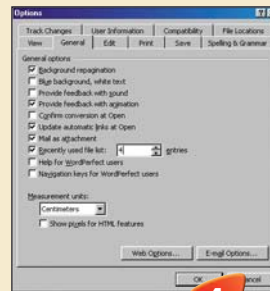 Options
Track Changes User Information Compatibility File Locations
View General Edit Print Save Spelling & Grammar
General options
Background repagination
Blue background, white text
Provide feedback with sound
Provide feedback with animation
Confirm conversion at Open
Update automatic links at Open
Mail as attachment
Recently used file list: 4 entries
Help for WordPerfect users
Navigation keys for WordPerfect users
Measurement units:
Centimeters
Show pixels for HTML features
Web Options... E-mail Options...
OK